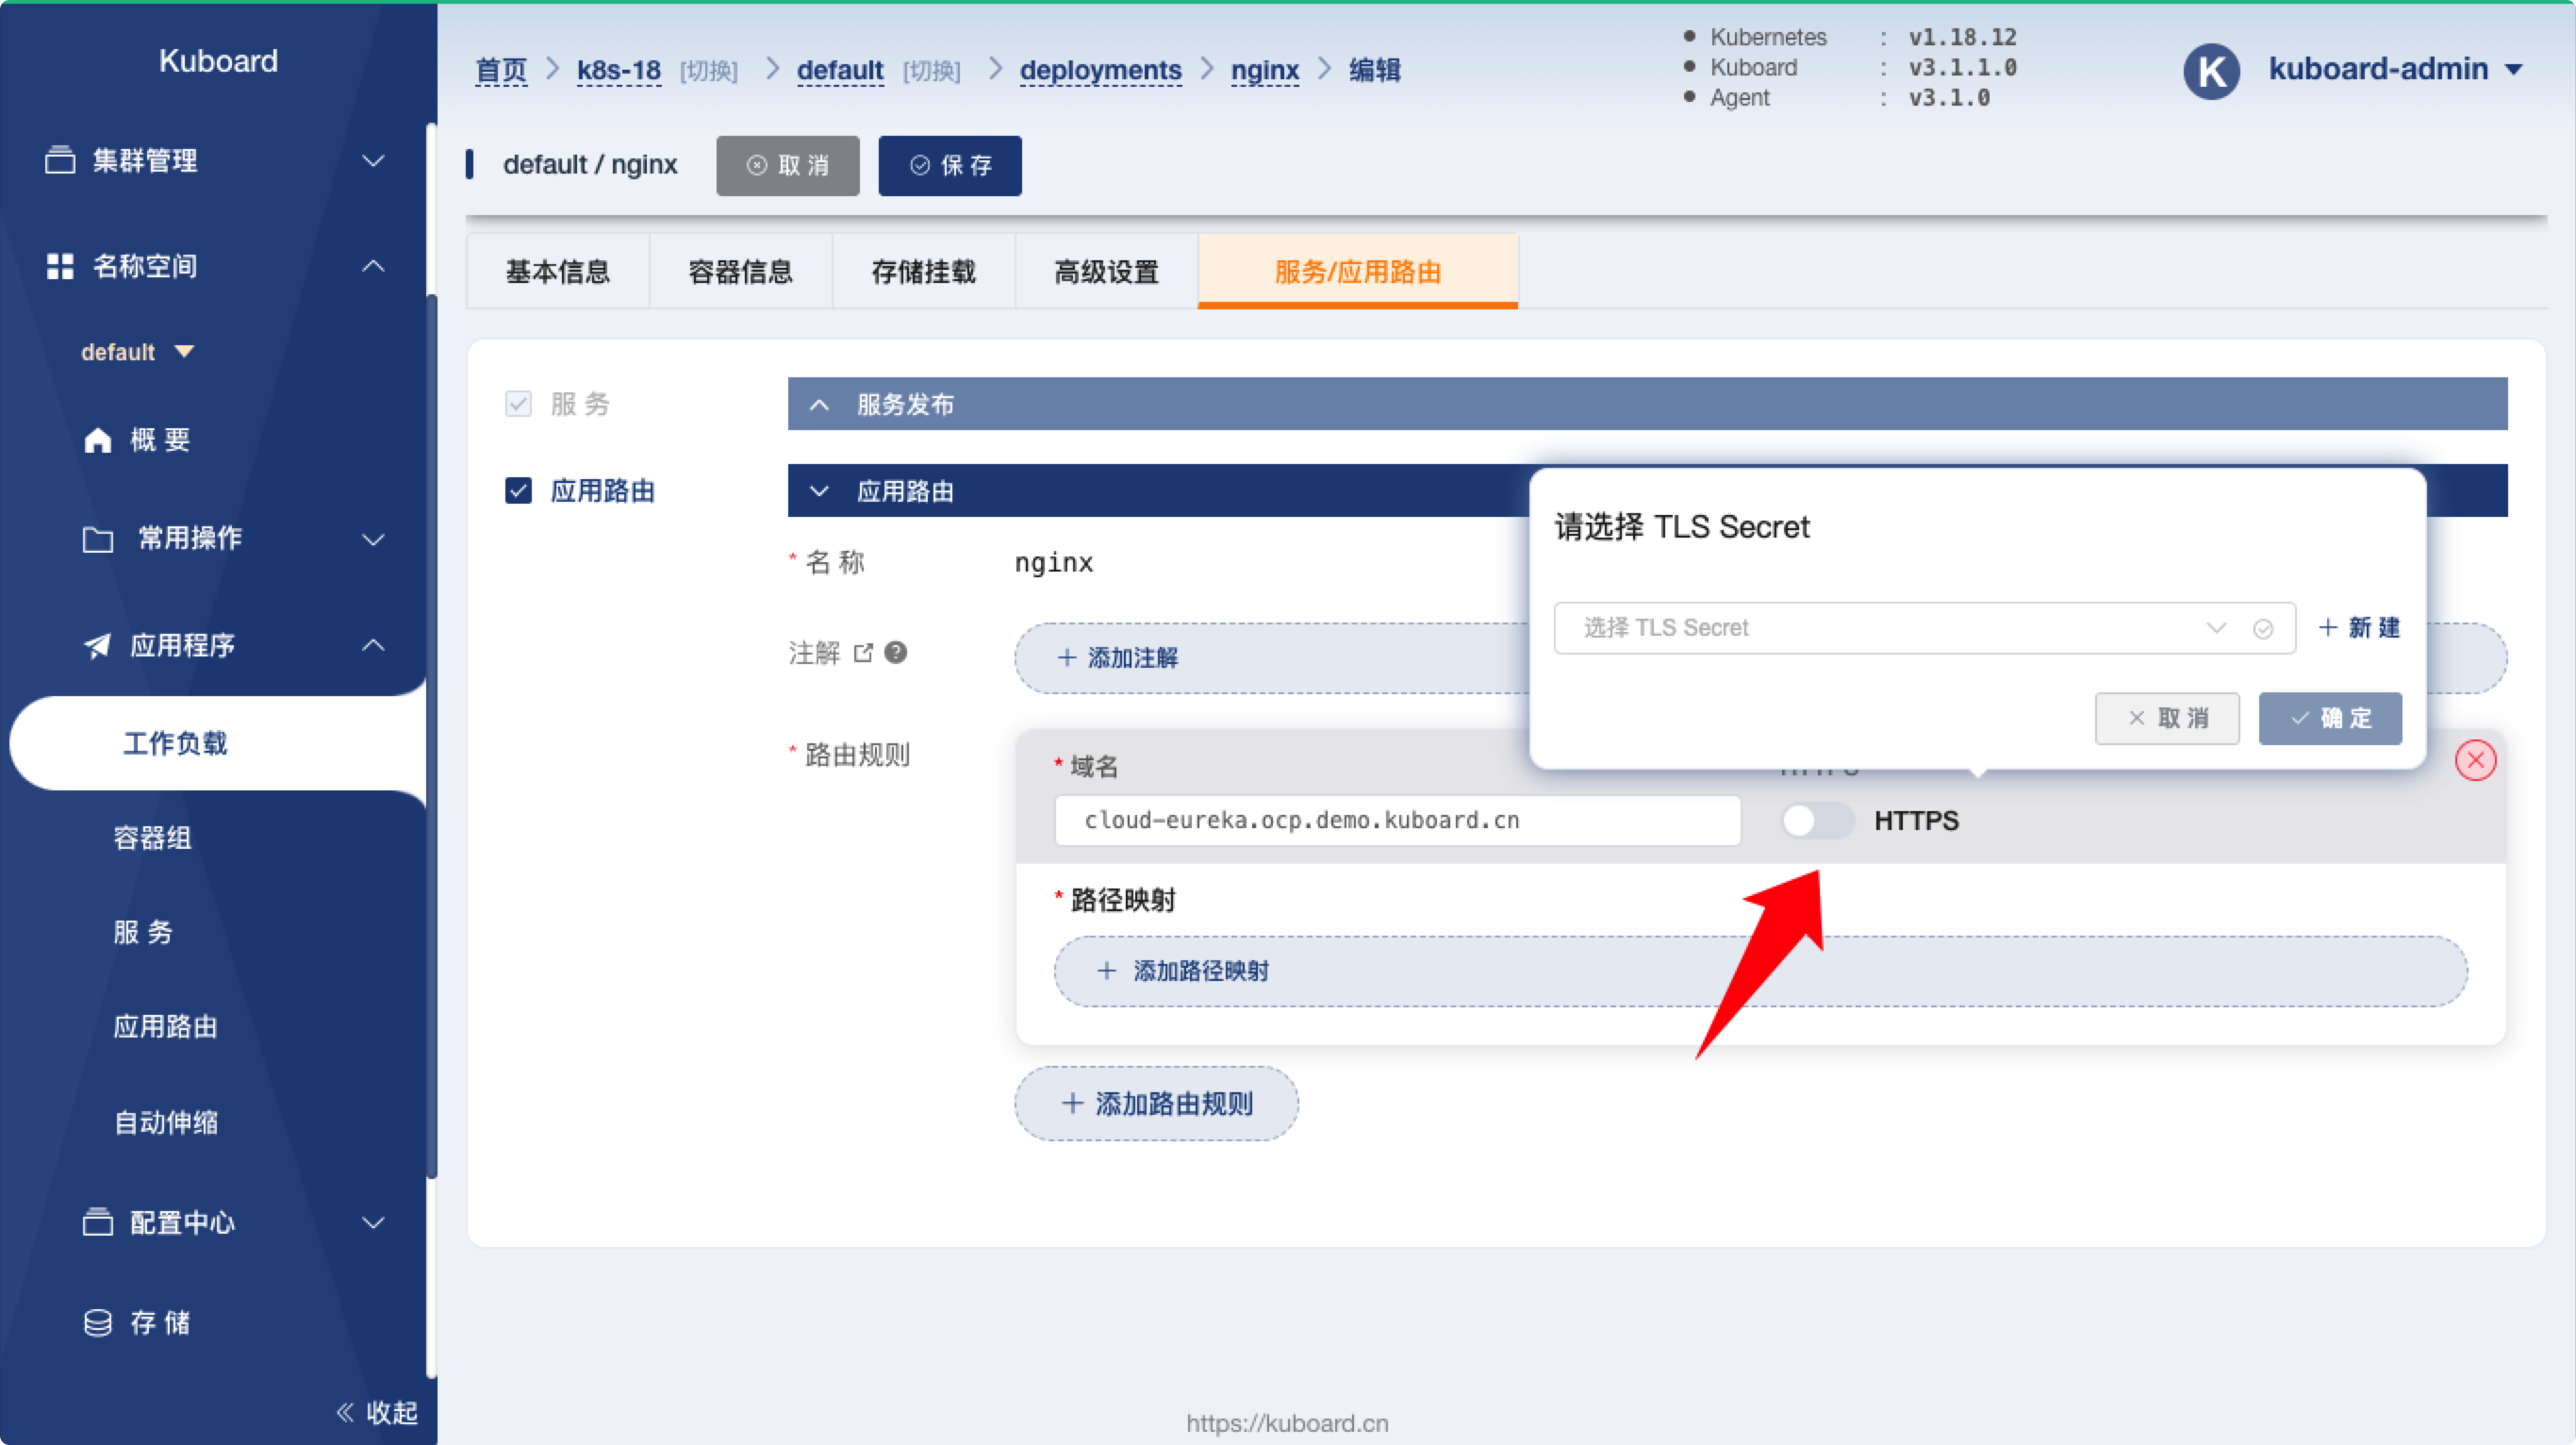 Kuboard
集群管理
名称空间
default
概 要
常用操作
应用程序
工作负载
容器组
服 务
应用路由
自动伸缩
配置中心
存 储
收起
首页 k8s-18 [切换] default [切换] deployments nginx 编辑
Kubernetes : v1.18.12
Kuboard : v3.1.1.0
Agent : v3.1.0
K kuboard-admin
default / nginx 取 消 保 存
基本信息 容器信息 存储挂载 高级设置 服务/应用路由
服 务 服务发布
应用路由 应用路由
* 名 称 nginx
注解 ? + 添加注解
请选择 TLS Secret
选择 TLS Secret + 新 建
取 消 确 定
* 路由规则
* 域名
cloud-eureka.ocp.demo.kuboard.cn HTTPS
* 路径映射
+ 添加路径映射
+ 添加路由规则
https://kuboard.cn